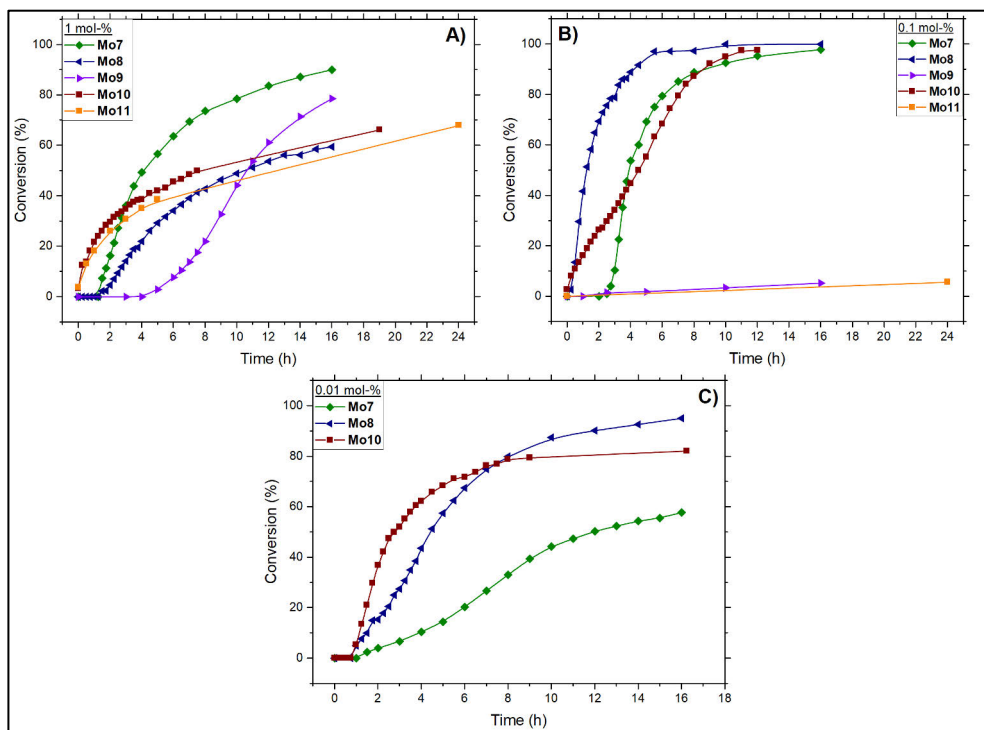 1 mol-%
Mo7
Mo8
Mo9
Mo10
Mo11
A)
100
80
60
40
20
0
Conversion (%)
0 2 4 6 8 10 12 14 16 18 20 22 24
Time (h)
B)
0.1 mol-%
Mo7
Mo8
Mo9
Mo10
Mo11
100
80
60
40
20
0
Conversion (%)
0 2 4 6 8 10 12 14 16 18 20 22 24
Time (h)
0.01 mol-%
Mo7
Mo8
Mo10
C)
100
80
60
40
20
0
Conversion (%)
0 2 4 6 8 10 12 14 16 18
Time (h)